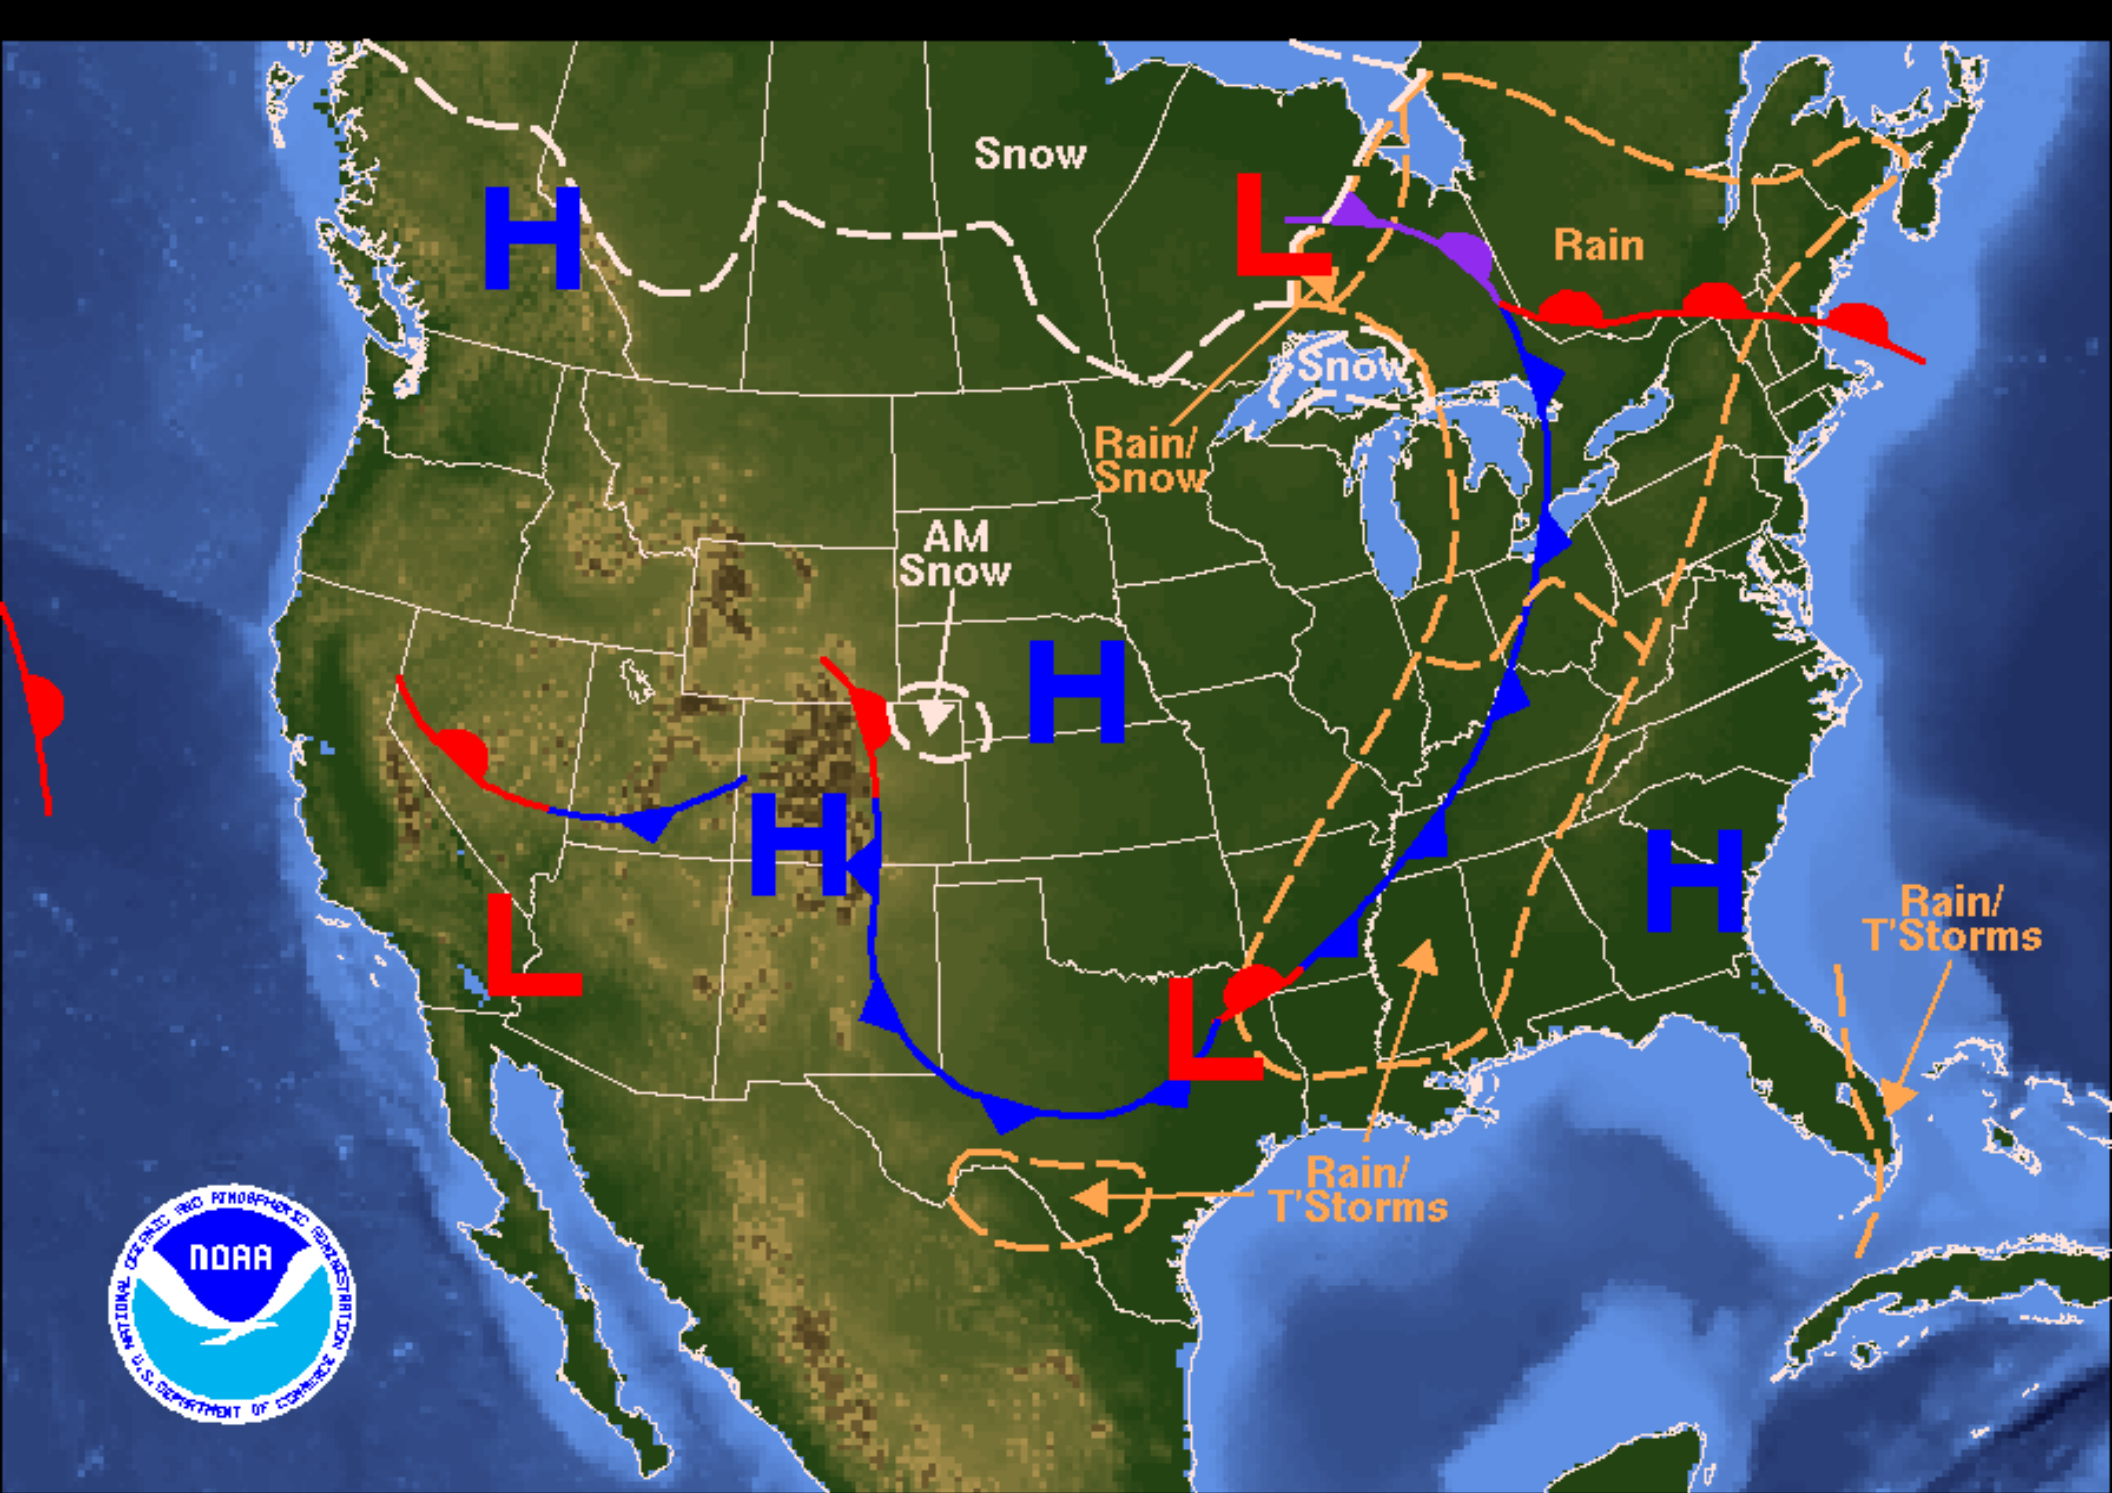 Snow
H
L
Rain
Snow
Rain/
Snow
AM
Snow
H
H
H
L
Rain/
T'Storms
L
Rain/
T'Storms
NATIONAL OCEANIC AND ATMOSPHERIC ADMINISTRATION
NOAA
U.S. DEPARTMENT OF COMMERCE